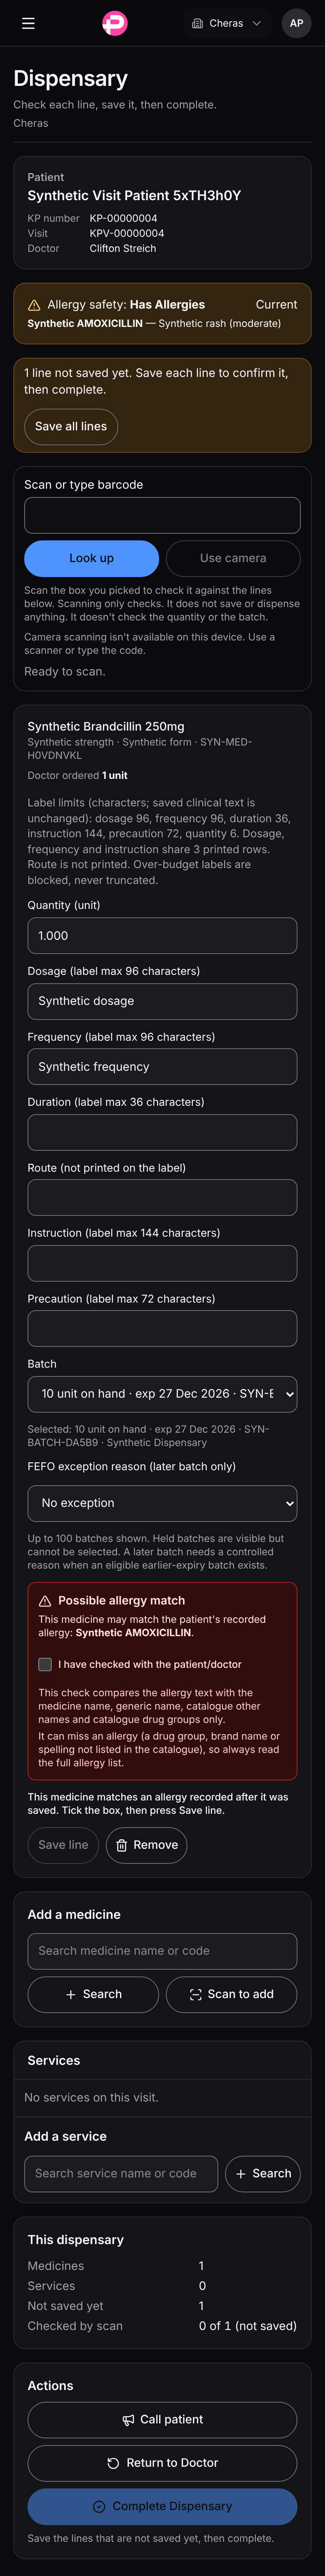 Cheras
AP
Dispensary
Check each line, save it, then complete.
Cheras
Patient
Synthetic Visit Patient 5xTH3h0Y
KP number KP-00000004
Visit KPV-00000004
Doctor Clifton Streich
Allergy safety: Has Allergies Current
Synthetic AMOXICILLIN — Synthetic rash (moderate)
1 line not saved yet. Save each line to confirm it,
then complete.
Save all lines
Scan or type barcode
Look up Use camera
Scan the box you picked to check it against the lines
below. Scanning only checks. It does not save or dispense
anything. It doesn't check the quantity or the batch.
Camera scanning isn't available on this device. Use a
scanner or type the code.
Ready to scan.
Synthetic Brandcillin 250mg
Synthetic strength · Synthetic form · SYN-MED-
H0VDNVKL
Doctor ordered 1 unit
Label limits (characters; saved clinical text is
unchanged): dosage 96, frequency 96, duration 36,
instruction 144, precaution 72, quantity 6. Dosage,
frequency and instruction share 3 printed rows.
Route is not printed. Over-budget labels are
blocked, never truncated.
Quantity (unit)
1.000
Dosage (label max 96 characters)
Synthetic dosage
Frequency (label max 96 characters)
Synthetic frequency
Duration (label max 36 characters)
Route (not printed on the label)
Instruction (label max 144 characters)
Precaution (label max 72 characters)
Batch
10 unit on hand · exp 27 Dec 2026 · SYN-E
Selected: 10 unit on hand · exp 27 Dec 2026 · SYN-
BATCH-DA5B9 · Synthetic Dispensary
FEFO exception reason (later batch only)
No exception
Up to 100 batches shown. Held batches are visible but
cannot be selected. A later batch needs a controlled
reason when an eligible earlier-expiry batch exists.
Possible allergy match
This medicine may match the patient's recorded
allergy: Synthetic AMOXICILLIN.
I have checked with the patient/doctor
This check compares the allergy text with the
medicine name, generic name, catalogue other
names and catalogue drug groups only.
It can miss an allergy (a drug group, brand name or
spelling not listed in the catalogue), so always read
the full allergy list.
This medicine matches an allergy recorded after it was
saved. Tick the box, then press Save line.
Save line Remove
Add a medicine
Search medicine name or code
Search Scan to add
Services
No services on this visit.
Add a service
Search service name or code Search
This dispensary
Medicines 1
Services 0
Not saved yet 1
Checked by scan 0 of 1 (not saved)
Actions
Call patient
Return to Doctor
Complete Dispensary
Save the lines that are not saved yet, then complete.